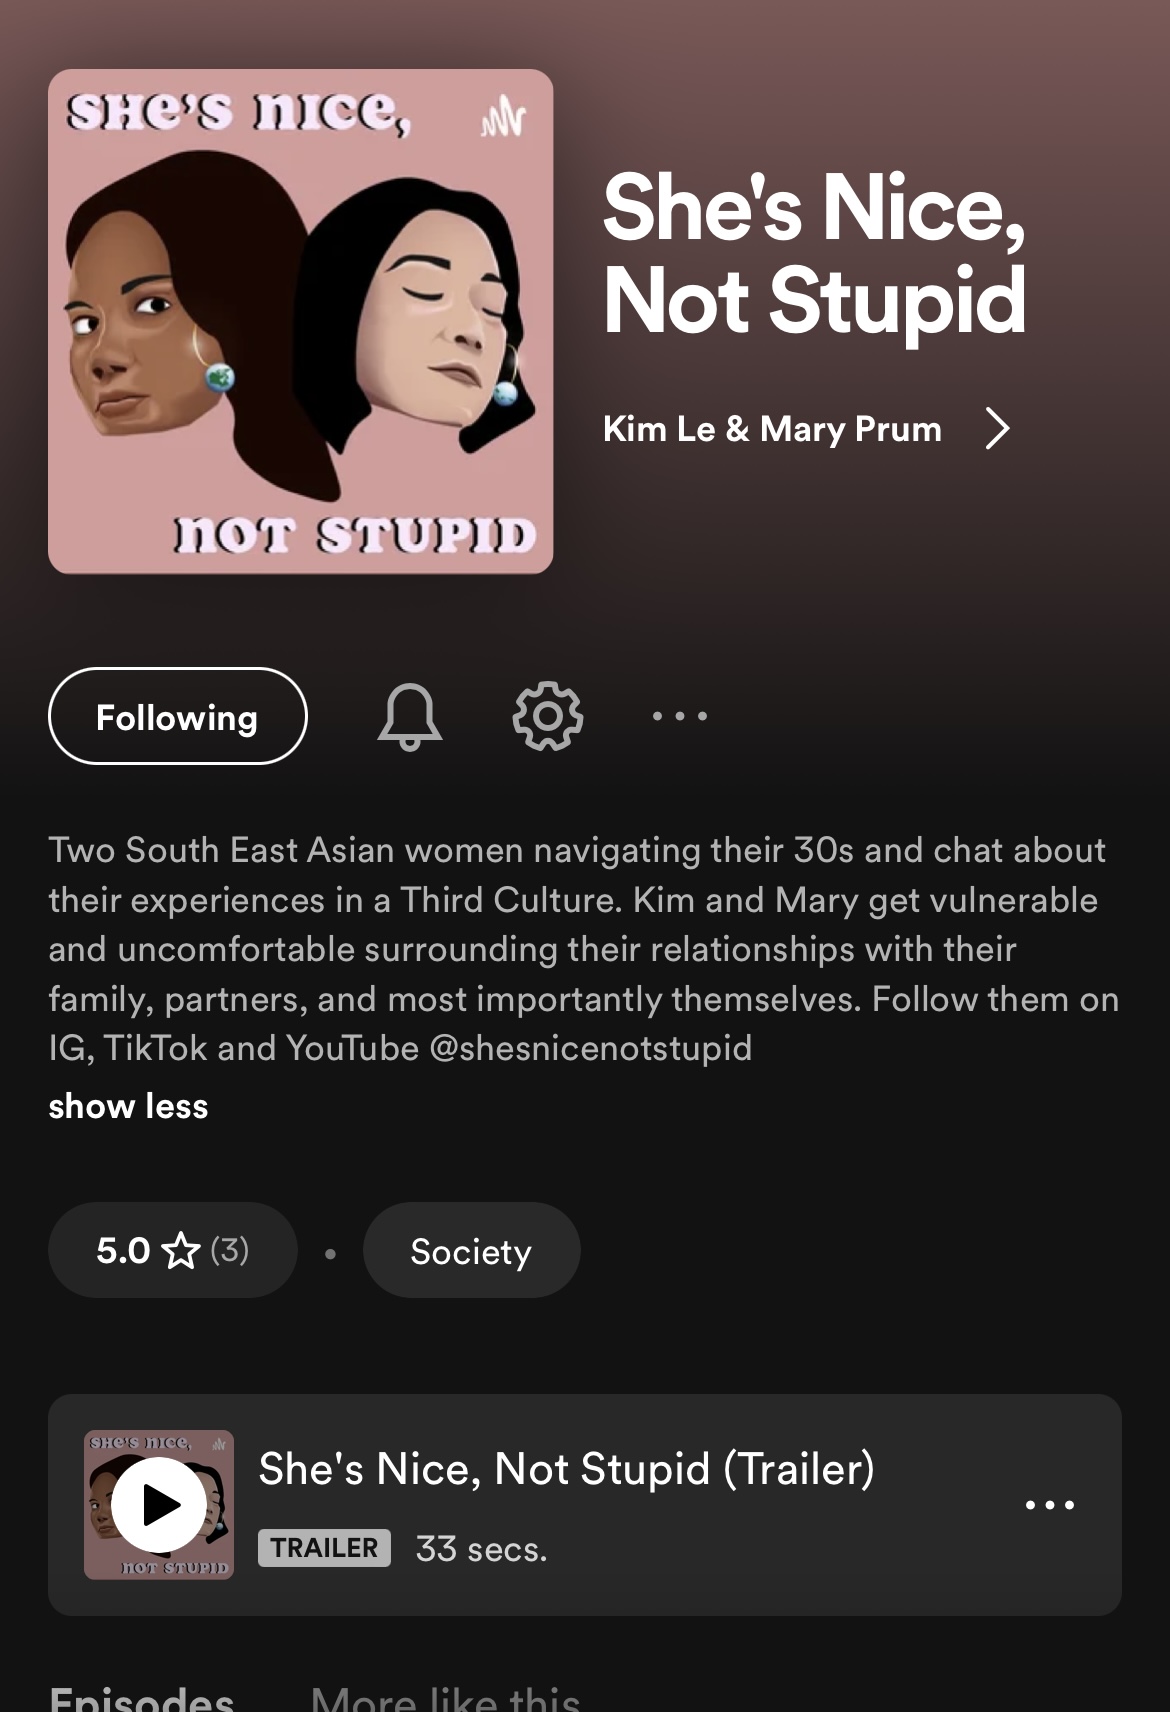 SHE'S NICE,
NOT STUPID
She's Nice,
Not Stupid
Kim Le & Mary Prum
Following
Two South East Asian women navigating their 30s and chat about
their experiences in a Third Culture. Kim and Mary get vulnerable
and uncomfortable surrounding their relationships with their
family, partners, and most importantly themselves. Follow them on
IG, TikTok and YouTube @shesnicenotstupid
show less
5.0 (3) • Society
SHE'S NICE,
NOT STUPID
She's Nice, Not Stupid (Trailer)
TRAILER 33 secs.
Episodes More like this